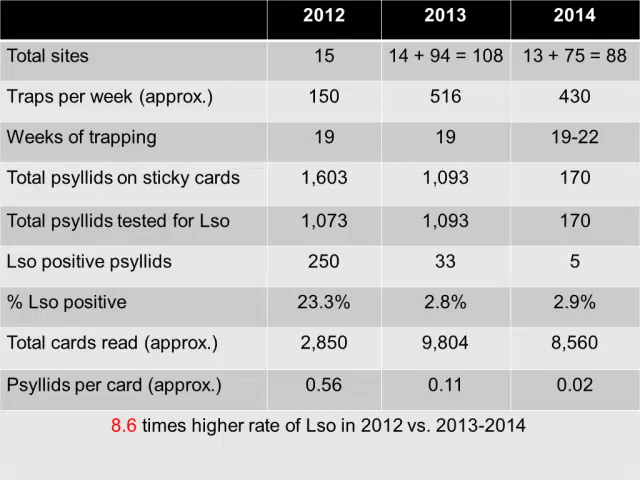 2012 2013 2014
Total sites 15 14 + 94 = 108 13 + 75 = 88
Traps per week (approx.) 150 516 430
Weeks of trapping 19 19 19-22
Total psyllids on sticky cards 1,603 1,093 170
Total psyllids tested for Lso 1,073 1,093 170
Lso positive psyllids 250 33 5
% Lso positive 23.3% 2.8% 2.9%
Total cards read (approx.) 2,850 9,804 8,560
Psyllids per card (approx.) 0.56 0.11 0.02
8.6 times higher rate of Lso in 2012 vs. 2013-2014